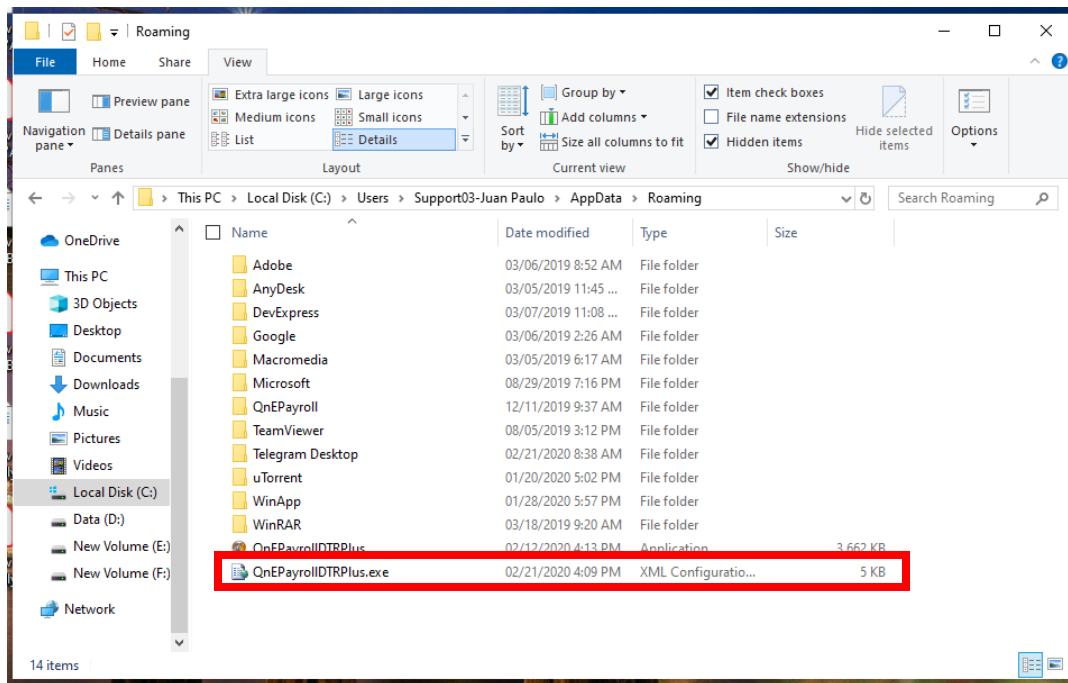 Roaming
File Home Share View
Preview pane
Details pane
Navigation pane
Panes
Extra large icons Large icons
Medium icons Small icons
List Details
Layout
Sort by
Group by
Add columns
Size all columns to fit
Current view
Item check boxes
File name extensions
Hidden items
Hide selected items
Show/hide
Options
This PC > Local Disk (C:) > Users > Support03-Juan Paulo > AppData > Roaming
Search Roaming
OneDrive
This PC
3D Objects
Desktop
Documents
Downloads
Music
Pictures
Videos
Local Disk (C:)
Data (D:)
New Volume (E:)
New Volume (F:)
Network
Name Date modified Type Size
Adobe 03/06/2019 8:52 AM File folder
AnyDesk 03/05/2019 11:45 ... File folder
DevExpress 03/07/2019 11:08 ... File folder
Google 03/06/2019 2:26 AM File folder
Macromedia 03/05/2019 6:17 AM File folder
Microsoft 08/29/2019 7:16 PM File folder
QnEPayroll 12/11/2019 9:37 AM File folder
TeamViewer 08/05/2019 3:12 PM File folder
Telegram Desktop 02/21/2020 8:38 AM File folder
uTorrent 01/20/2020 5:02 PM File folder
WinApp 01/28/2020 5:57 PM File folder
WinRAR 03/18/2019 9:20 AM File folder
QnEPayrollDTRPlus 02/12/2020 4:13 PM Application 3,662 KB
QnEPayrollDTRPlus.exe 02/21/2020 4:09 PM XML Configuratio... 5 KB
14 items